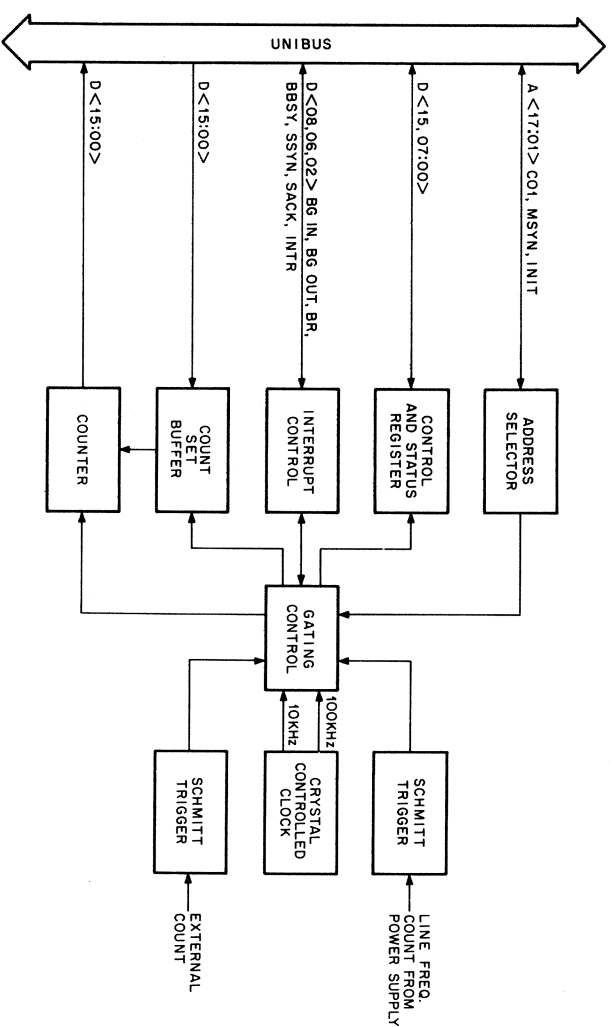 UNIBUS
A <17:01> CO1, MSYN, INIT
D <15, 07:00>
D <08,06,02> BG IN, BG OUT, BR,
BBSY, SSYN, SACK, INTR
D <15:00>
D <15:00>
ADDRESS
SELECTOR
CONTROL
AND STATUS
REGISTER
INTERRUPT
CONTROL
COUNT
SET
BUFFER
COUNTER
GATING
CONTROL
100KHz
10KHz
SCHMITT
TRIGGER
CRYSTAL
CONTROLLED
CLOCK
SCHMITT
TRIGGER
LINE FREQ.
COUNT FROM
POWER SUPPLY
EXTERNAL
COUNT